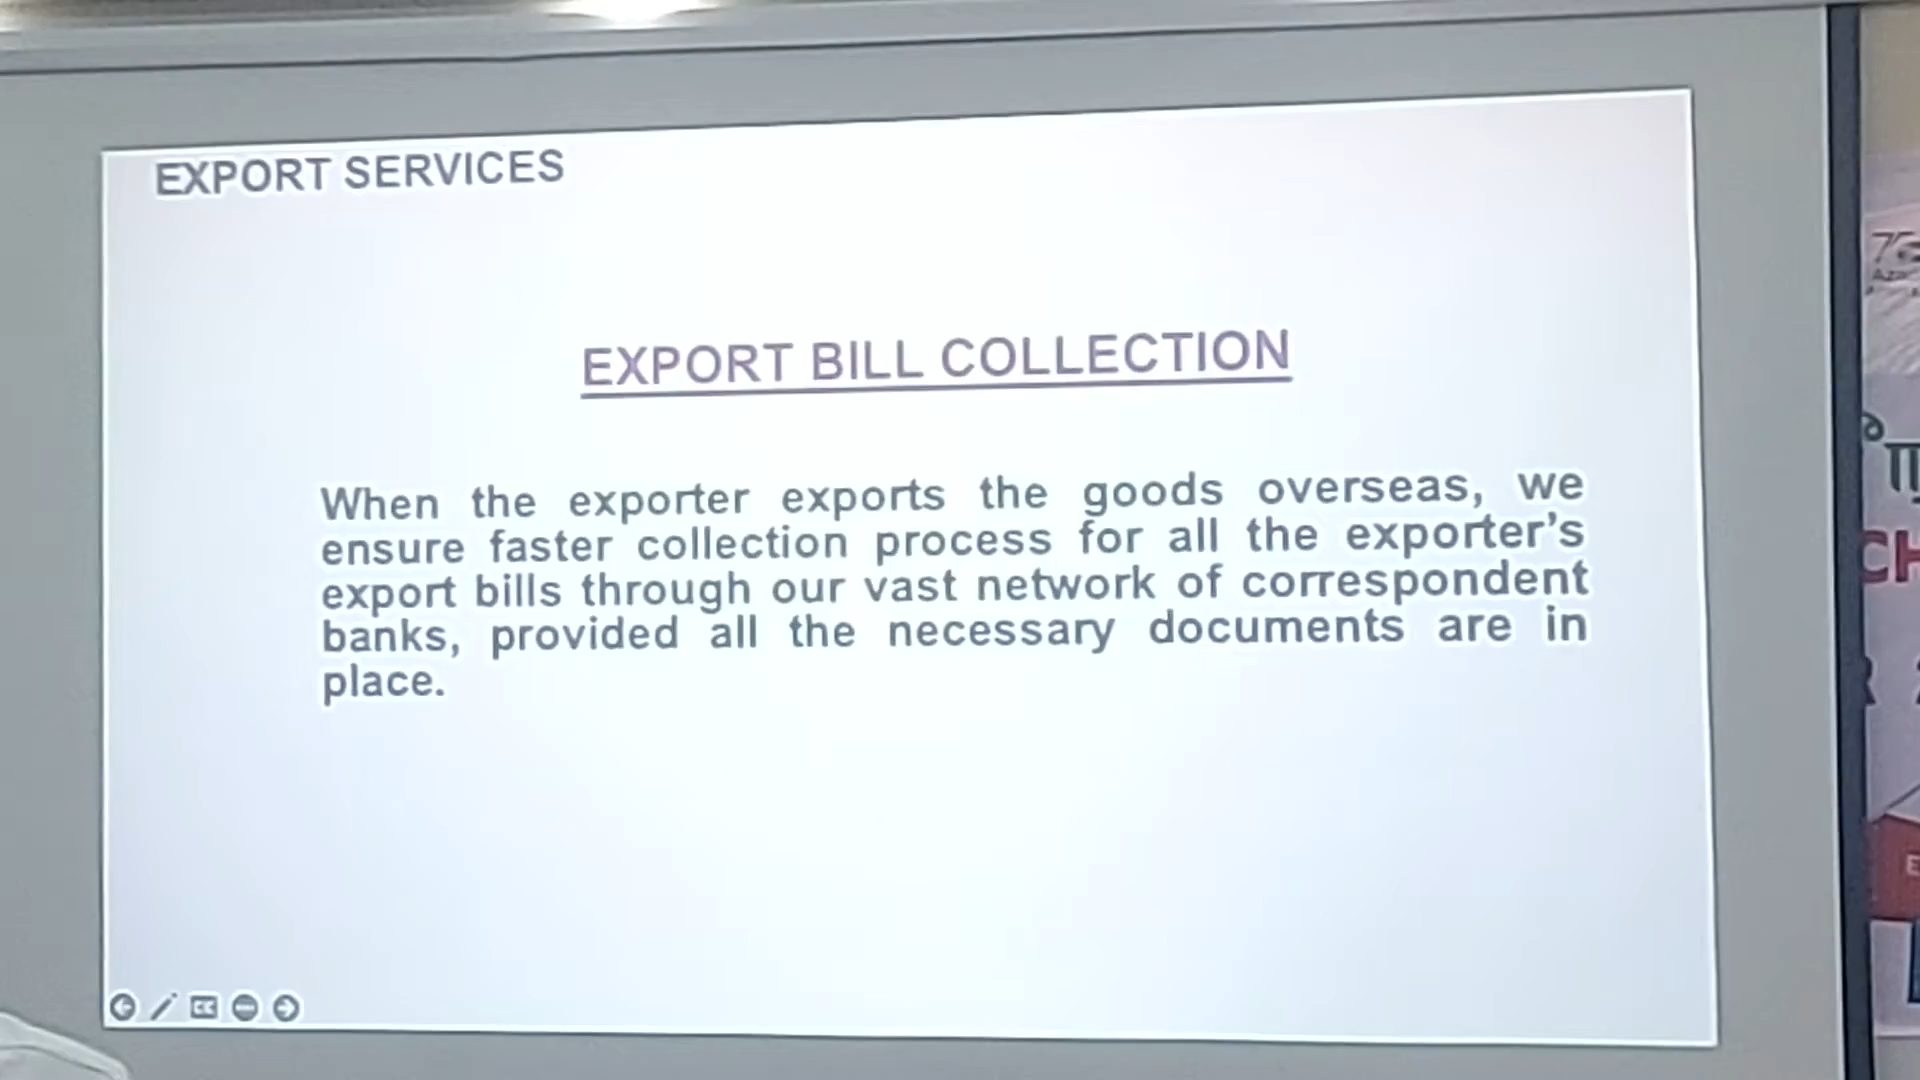 EXPORT SERVICES
EXPORT BILL COLLECTION
When the exporter exports the goods overseas, we
ensure faster collection process for all the exporter's
export bills through our vast network of correspondent
banks, provided all the necessary documents are in
place.
CC